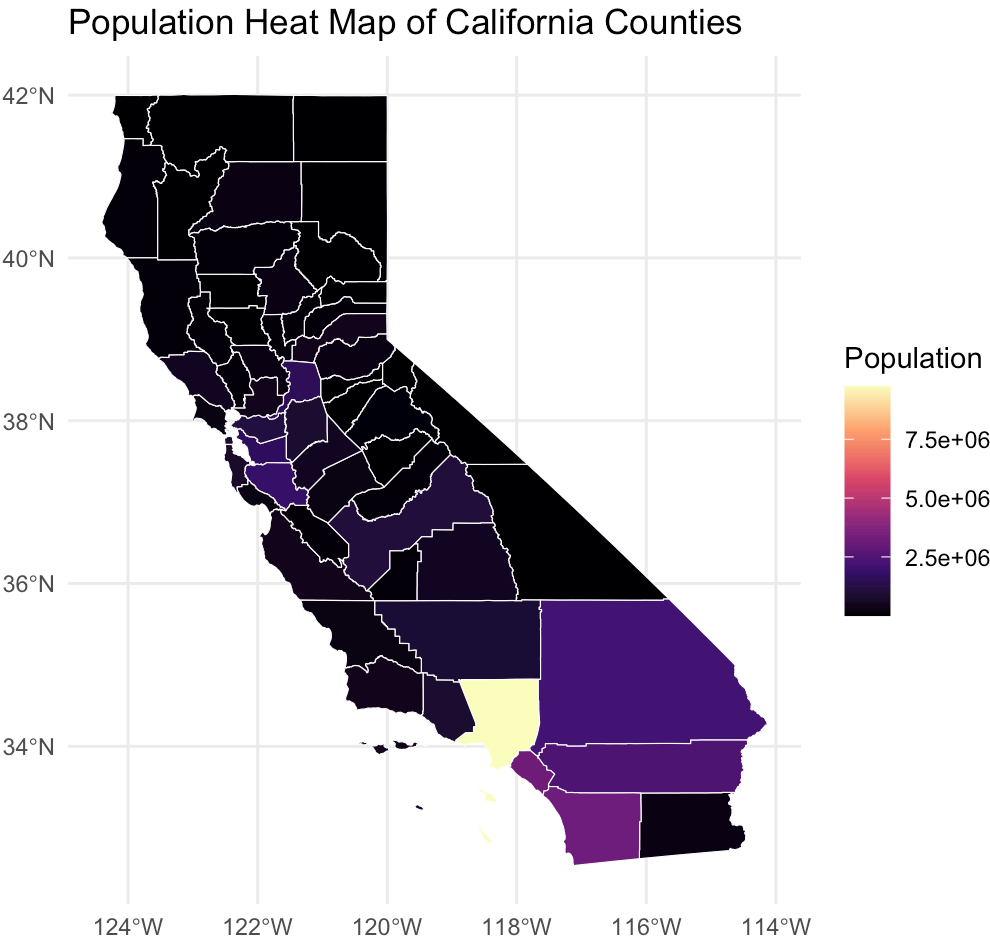 Population Heat Map of California Counties
42°N
40°N
38°N
36°N
34°N
124°W 122°W 120°W 118°W 116°W 114°W
Population
7.5e+06
5.0e+06
2.5e+06